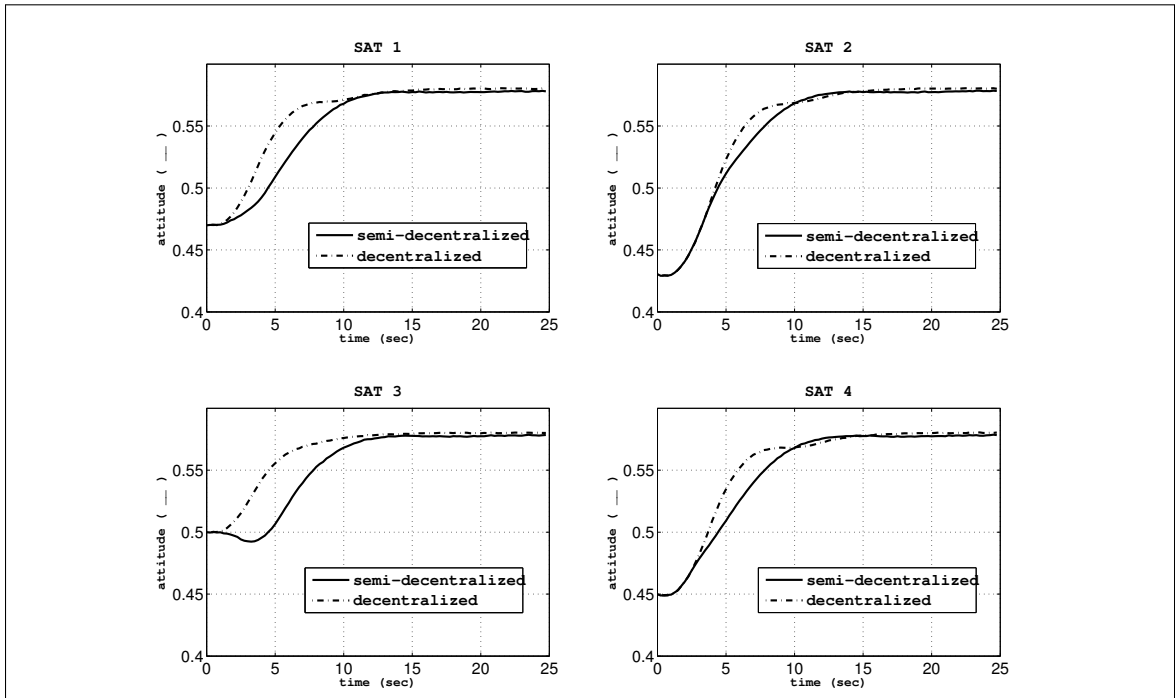 SAT 1
0.55
0.5
0.45
0.4
attitude ( __ )
semi-decentralized
decentralized
0 5 10 15 20 25
time (sec)
SAT 2
0.55
0.5
0.45
0.4
attitude ( __ )
semi-decentralized
decentralized
0 5 10 15 20 25
time (sec)
SAT 3
0.55
0.5
0.45
0.4
attitude ( __ )
semi-decentralized
decentralized
0 5 10 15 20 25
time (sec)
SAT 4
0.55
0.5
0.45
0.4
attitude ( __ )
semi-decentralized
decentralized
0 5 10 15 20 25
time (sec)